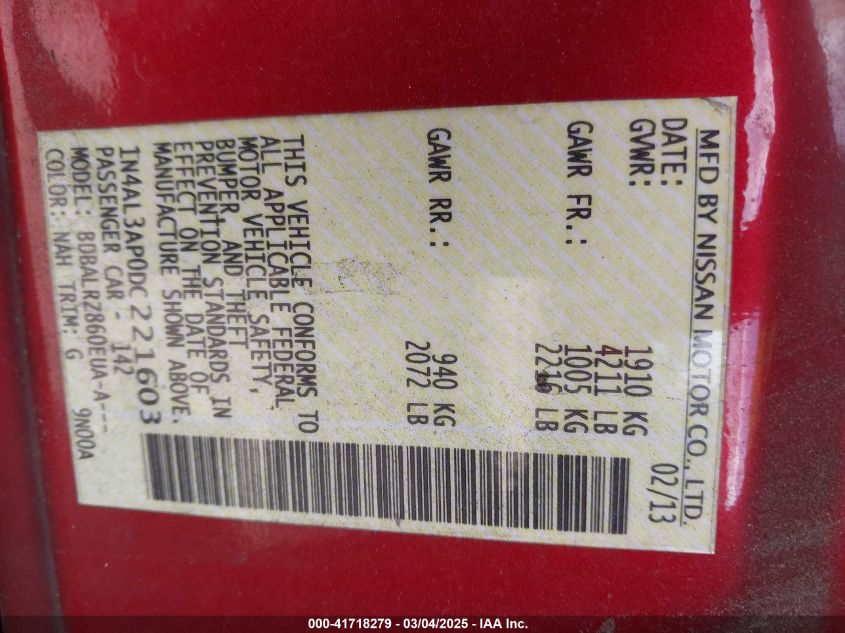 MFD BY NISSAN MOTOR CO., LTD.
DATE: 02/13
GVWR: 1910 KG
4211 LB
GAWR FR.: 1005 KG
2216 LB
GAWR RR.: 940 KG
2072 LB
THIS VEHICLE CONFORMS TO
ALL APPLICABLE FEDERAL
MOTOR VEHICLE SAFETY,
BUMPER, AND THEFT
PREVENTION STANDARDS IN
EFFECT ON THE DATE OF
MANUFACTURE SHOWN ABOVE.
1N4AL3AP0DC221603
PASSENGER CAR - 142
MODEL: BDBALRZ860EUA-A---
COLOR: NAH TRIM: G 9N00A
000-41718279 - 03/04/2025 - IAA Inc.